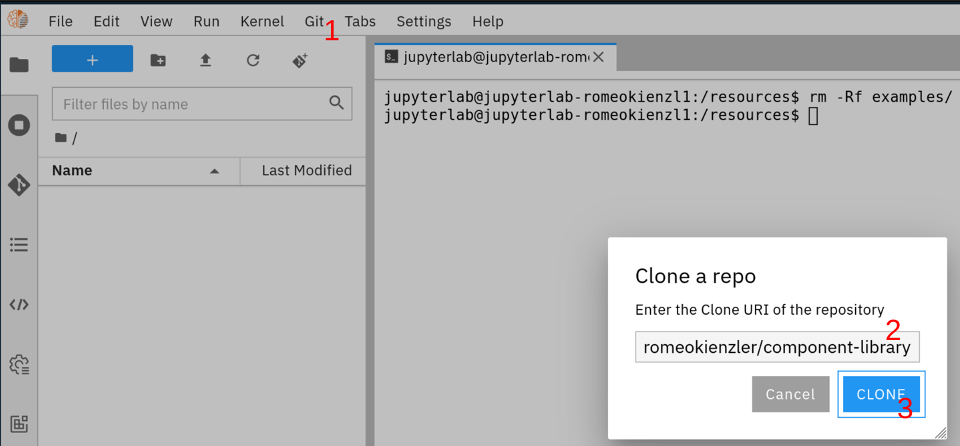 File Edit View Run Kernel Git Tabs Settings Help
1
+
jupyterlab@jupyterlab-rom
Filter files by name
/
Name Last Modified
jupyterlab@jupyterlab-romeokienzl1:/resources$ rm -Rf examples/
jupyterlab@jupyterlab-romeokienzl1:/resources$
Clone a repo
Enter the Clone URI of the repository
2
romeokienzler/component-library
Cancel CLONE
3